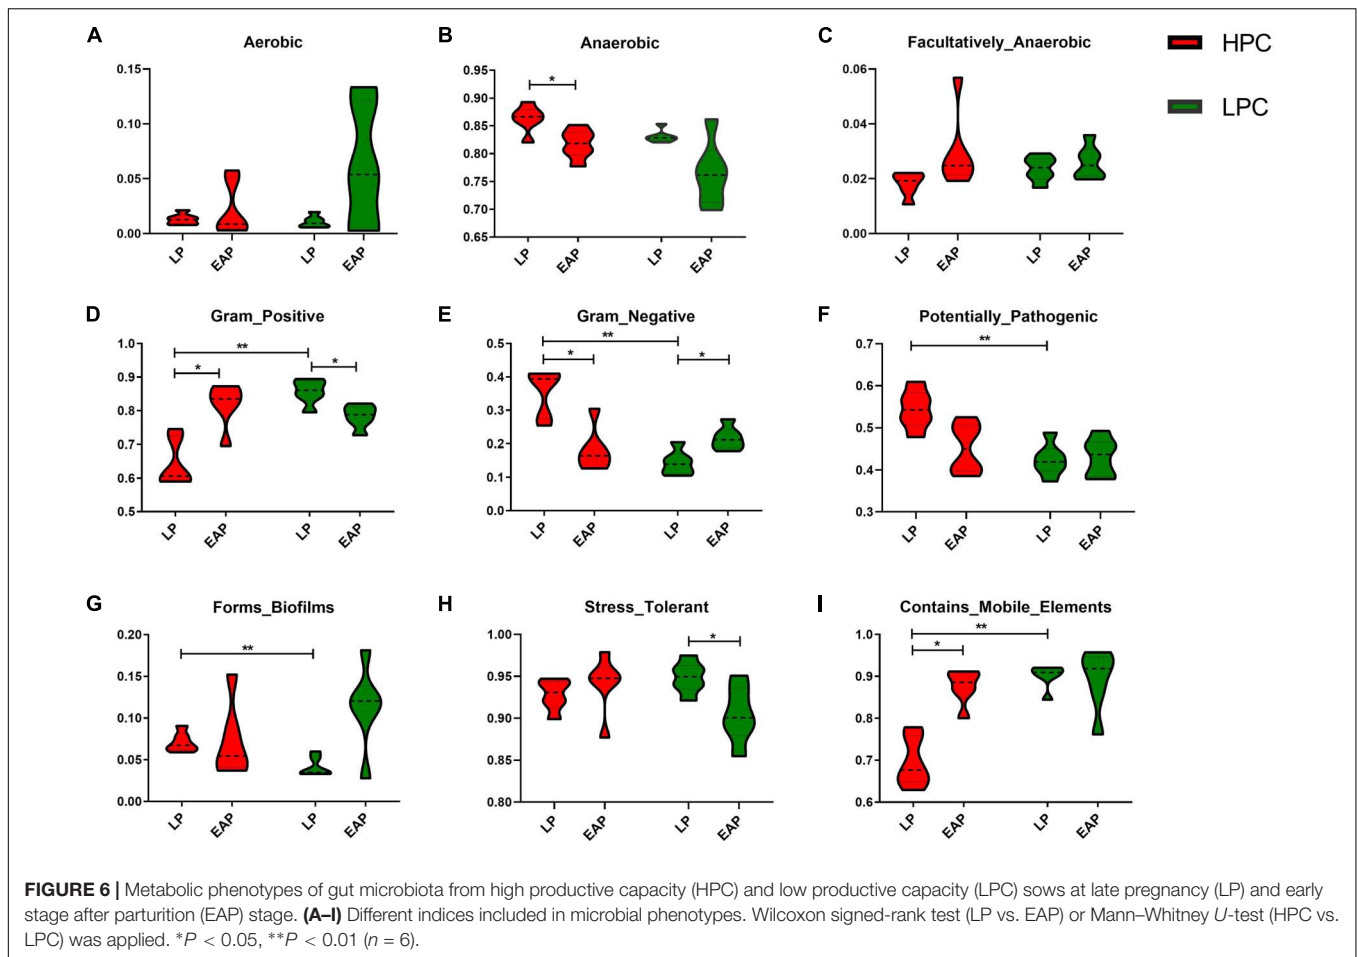 A
Aerobic
0.15
0.10
0.05
0.00
LP
EAP
LP
EAP
B
Anaerobic
0.95
0.90
0.85
0.80
0.75
0.70
0.65
*
LP
EAP
LP
EAP
C
Facultatively_Anaerobic
0.06
0.04
0.02
0.00
LP
EAP
LP
EAP
HPC
LPC
D
Gram_Positive
1.0
0.9
0.8
0.7
0.6
0.5
**
*
*
LP
EAP
LP
EAP
E
Gram_Negative
0.5
0.4
0.3
0.2
0.1
0.0
**
*
*
LP
EAP
LP
EAP
F
Potentially_Pathogenic
0.7
0.6
0.5
0.4
0.3
**
LP
EAP
LP
EAP
G
Forms_Biofilms
0.20
0.15
0.10
0.05
0.00
**
LP
EAP
LP
EAP
H
Stress_Tolerant
1.00
0.95
0.90
0.85
0.80
*
LP
EAP
LP
EAP
I
Contains_Mobile_Elements
1.0
0.9
0.8
0.7
0.6
**
*
LP
EAP
LP
EAP
FIGURE 6 | Metabolic phenotypes of gut microbiota from high productive capacity (HPC) and low productive capacity (LPC) sows at late pregnancy (LP) and early
stage after parturition (EAP) stage. (A–I) Different indices included in microbial phenotypes. Wilcoxon signed-rank test (LP vs. EAP) or Mann–Whitney U-test (HPC vs.
LPC) was applied. *P < 0.05, **P < 0.01 (n = 6).